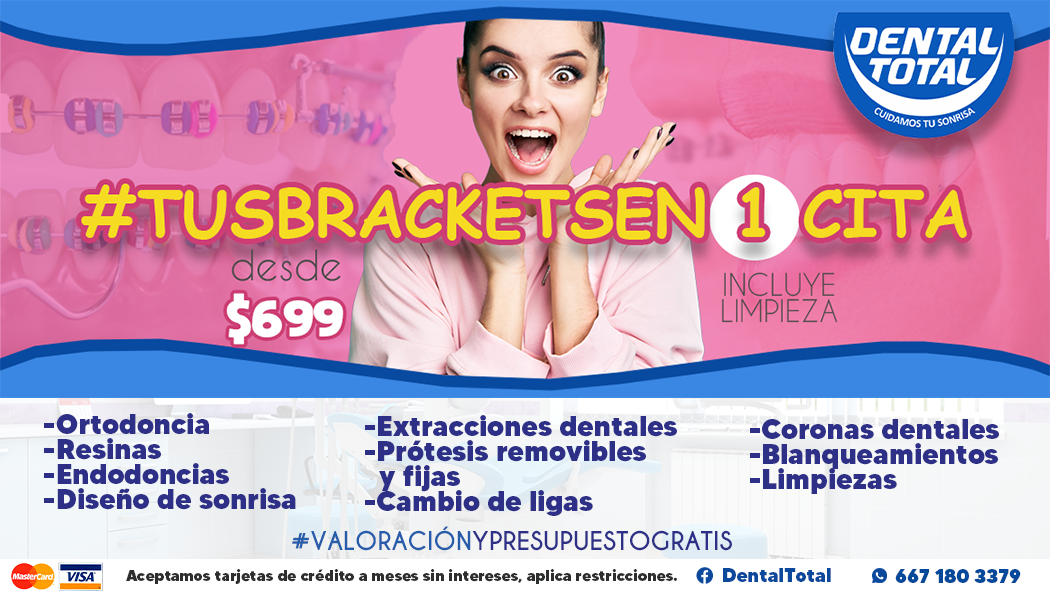 DENTAL
TOTAL
CUIDAMOS TU SONRISA
#TUSBRACKETSEN 1 CITA
desde
$699
INCLUYE
LIMPIEZA
-Ortodoncia
-Resinas
-Endodoncias
-Diseño de sonrisa
-Extracciones dentales
-Prótesis removibles
y fijas
-Cambio de ligas
-Coronas dentales
-Blanqueamientos
-Limpiezas
#VALORACIÓNYPRESUPUESTOGRATIS
MasterCard
VISA
Aceptamos tarjetas de crédito a meses sin intereses, aplica restricciones.
DentalTotal
667 180 3379